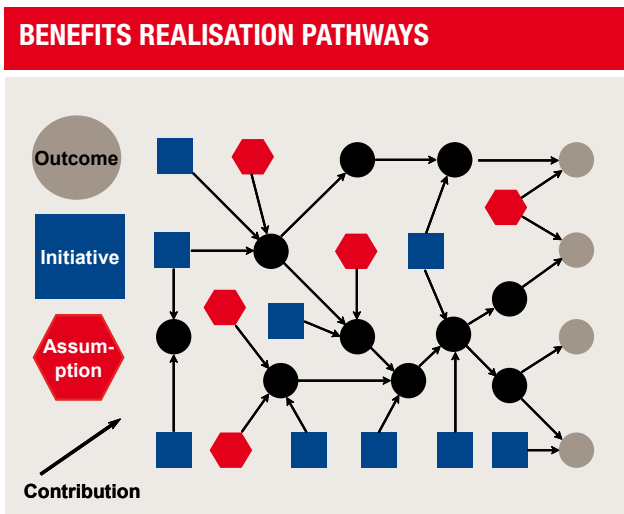 BENEFITS REALISATION PATHWAYS
Outcome
Initiative
Assum-
ption
Contribution